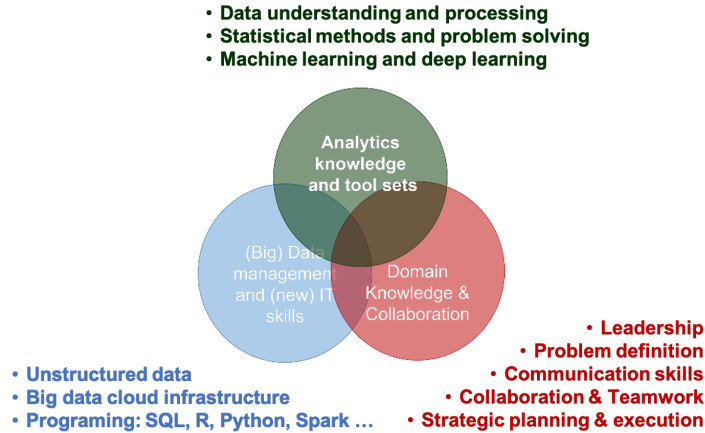 • Data understanding and processing
• Statistical methods and problem solving
• Machine learning and deep learning
Analytics
knowledge
and tool sets
(Big) Data
management
and (new) IT
skills
Domain
Knowledge &
Collaboration
• Unstructured data
• Big data cloud infrastructure
• Programing: SQL, R, Python, Spark ...
• Leadership
• Problem definition
• Communication skills
• Collaboration & Teamwork
• Strategic planning & execution